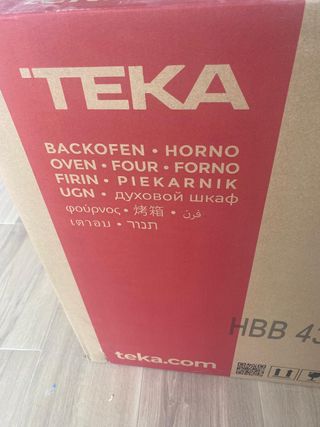 TEKA
BACKOFEN • HORNO
OVEN • FOUR • FORNO
FIRIN • PIEKARNIK
UGN • духовой шкаф
φούρνος • 烤箱 • فرن
เตาอบ • תנור
HBB 43
teka.com